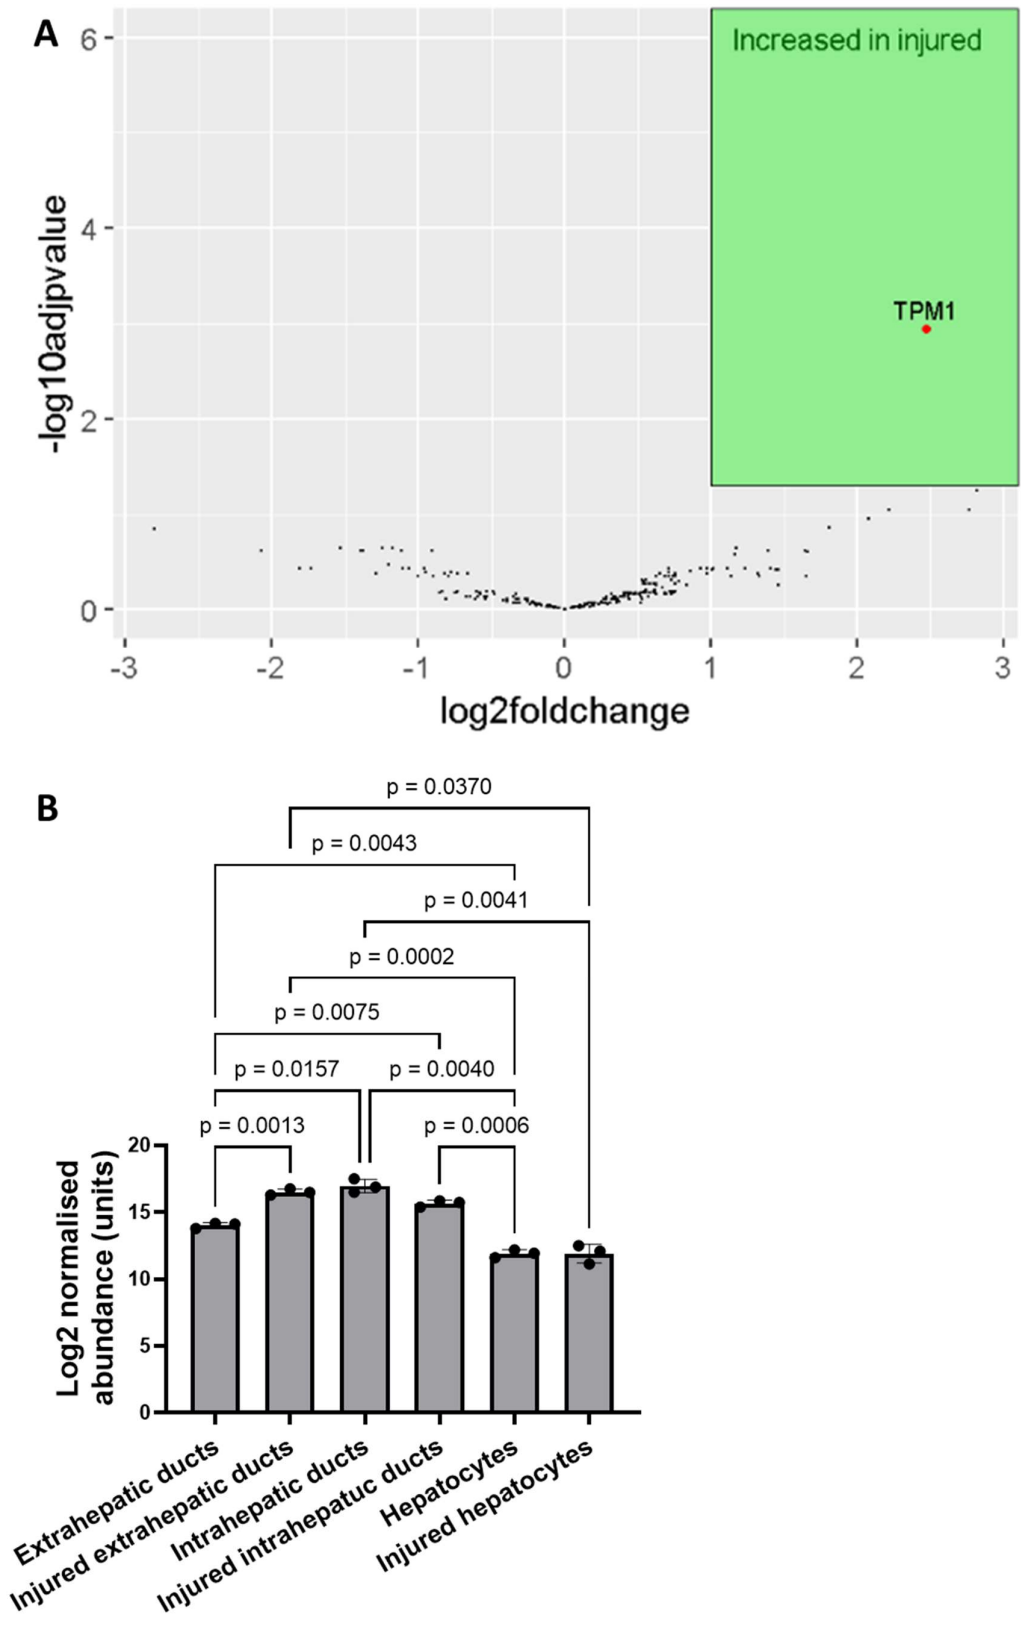 A
6
Increased in injured
4
TPM1
2
0
-log10adjpvalue
-3 -2 -1 0 1 2 3
log2foldchange
B
p = 0.0370
p = 0.0043
p = 0.0041
p = 0.0002
p = 0.0075
p = 0.0157 p = 0.0040
p = 0.0013 p = 0.0006
20
15
10
5
0
Log2 normalised
abundance (units)
Extrahepatic ducts
Injured extrahepatic ducts
Intrahepatic ducts
Injured intrahepatuc ducts
Hepatocytes
Injured hepatocytes